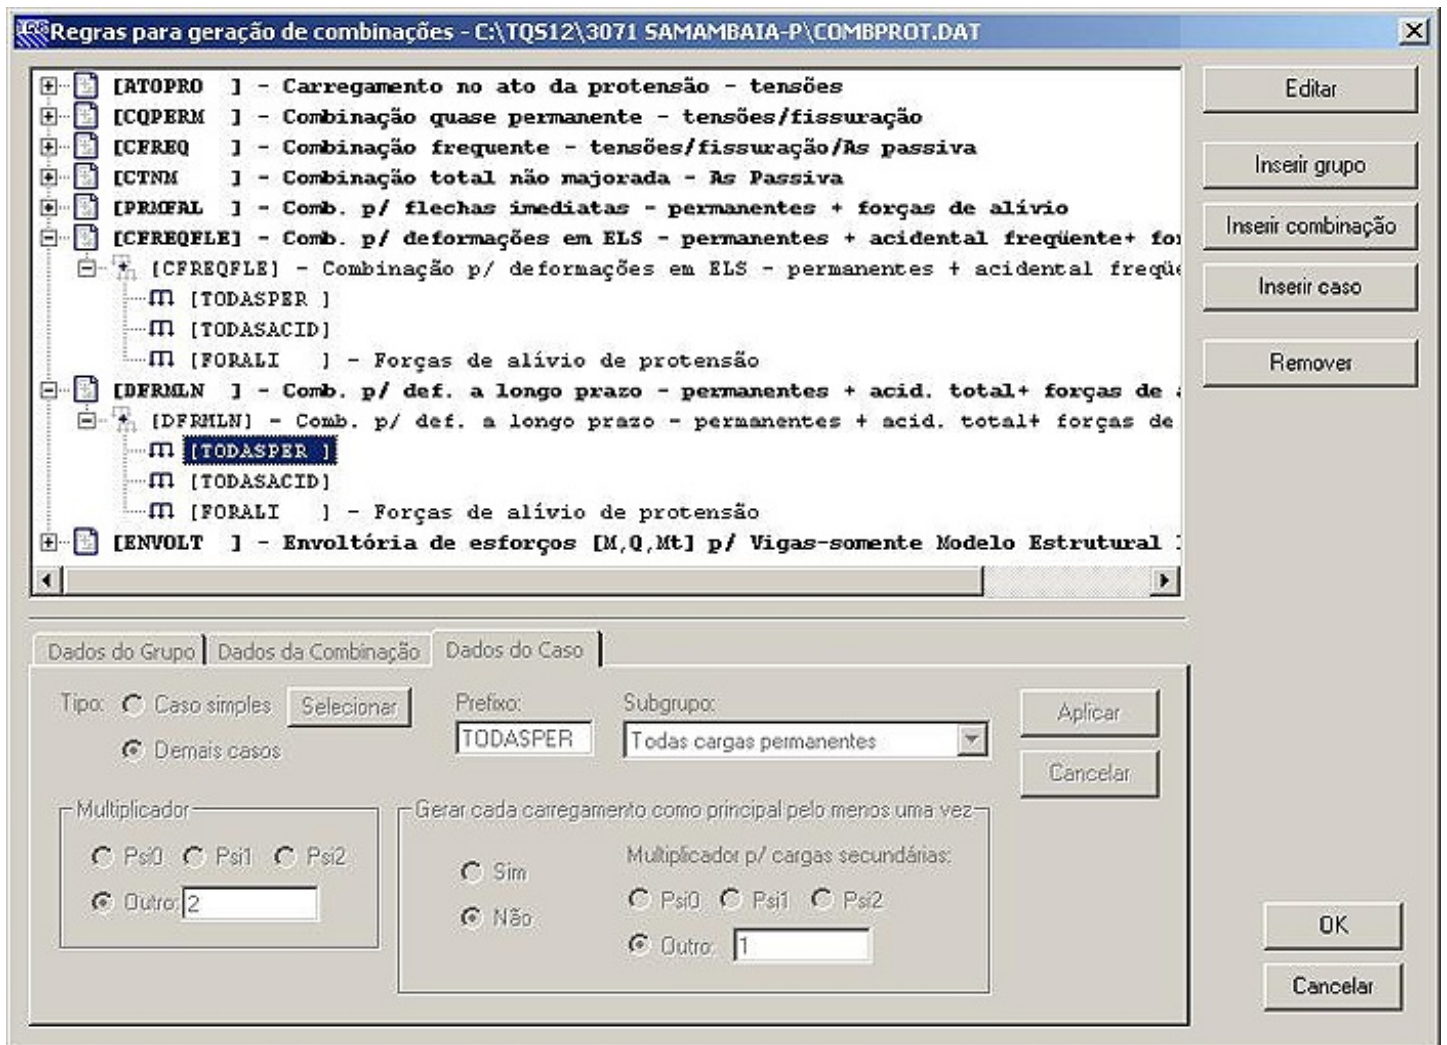 Regras para geração de combinações - C:\TQS12\3071 SAMAMBAIA-P\COMBPROT.DAT
[ATOPRO ] - Carregamento no ato da protensão - tensões
[CQPERM ] - Combinação quase permanente - tensões/fissuração
[CFREQ ] - Combinação frequente - tensões/fissuração/As passiva
[CTNM ] - Combinação total não majorada - As Passiva
[PRMFAL ] - Comb. p/ flechas imediatas - permanentes + forças de alívio
[CFREQFLE] - Comb. p/ deformações em ELS - permanentes + acidental freqüente+ for
[CFREQFLE] - Combinação p/ deformações em ELS - permanentes + acidental freqüe
[TODASPER ]
[TODASACID]
[FORALI ] - Forças de alívio de protensão
[DFRMLN ] - Comb. p/ def. a longo prazo - permanentes + acid. total+ forças de
[DFRMLN] - Comb. p/ def. a longo prazo - permanentes + acid. total+ forças de
[TODASPER ]
[TODASACID]
[FORALI ] - Forças de alívio de protensão
[ENVOLT ] - Envoltória de esforços [M,Q,Mt] p/ Vigas-somente Modelo Estrutural
Editar
Inserir grupo
Inserir combinação
Inserir caso
Remover
Dados do Grupo Dados da Combinação Dados do Caso
Tipo: Caso simples Selecionar
Demais casos
Prefixo:
TODASPER
Subgrupo:
Todas cargas permanentes
Aplicar
Cancelar
Multiplicador
Psi0 Psi1 Psi2
Outro: 2
Gerar cada carregamento como principal pelo menos uma vez
Sim
Não
Multiplicador p/ cargas secundárias:
Psi0 Psi1 Psi2
Outro: 1
OK
Cancelar